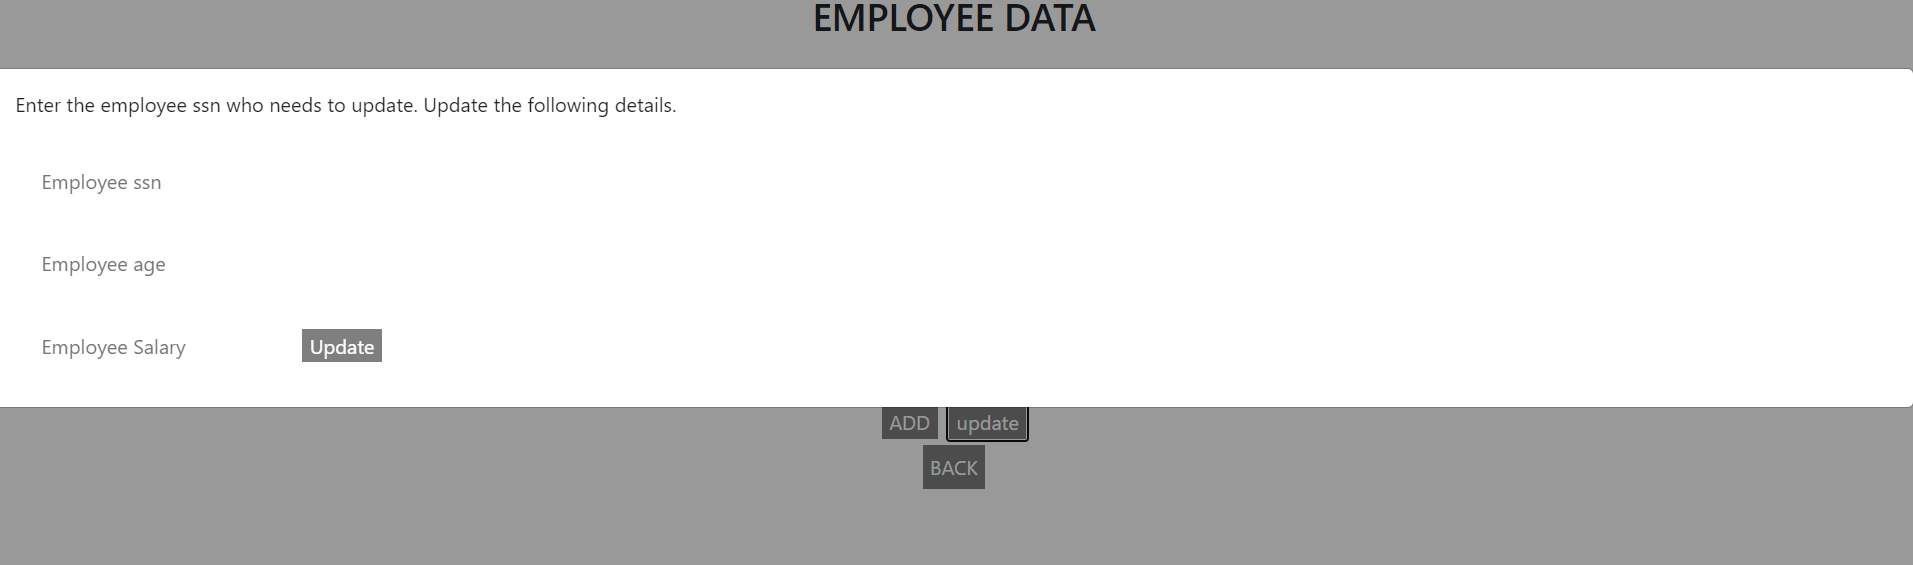 EMPLOYEE DATA
Enter the employee ssn who needs to update. Update the following details.
Employee ssn
Employee age
Employee Salary Update
ADD update
BACK